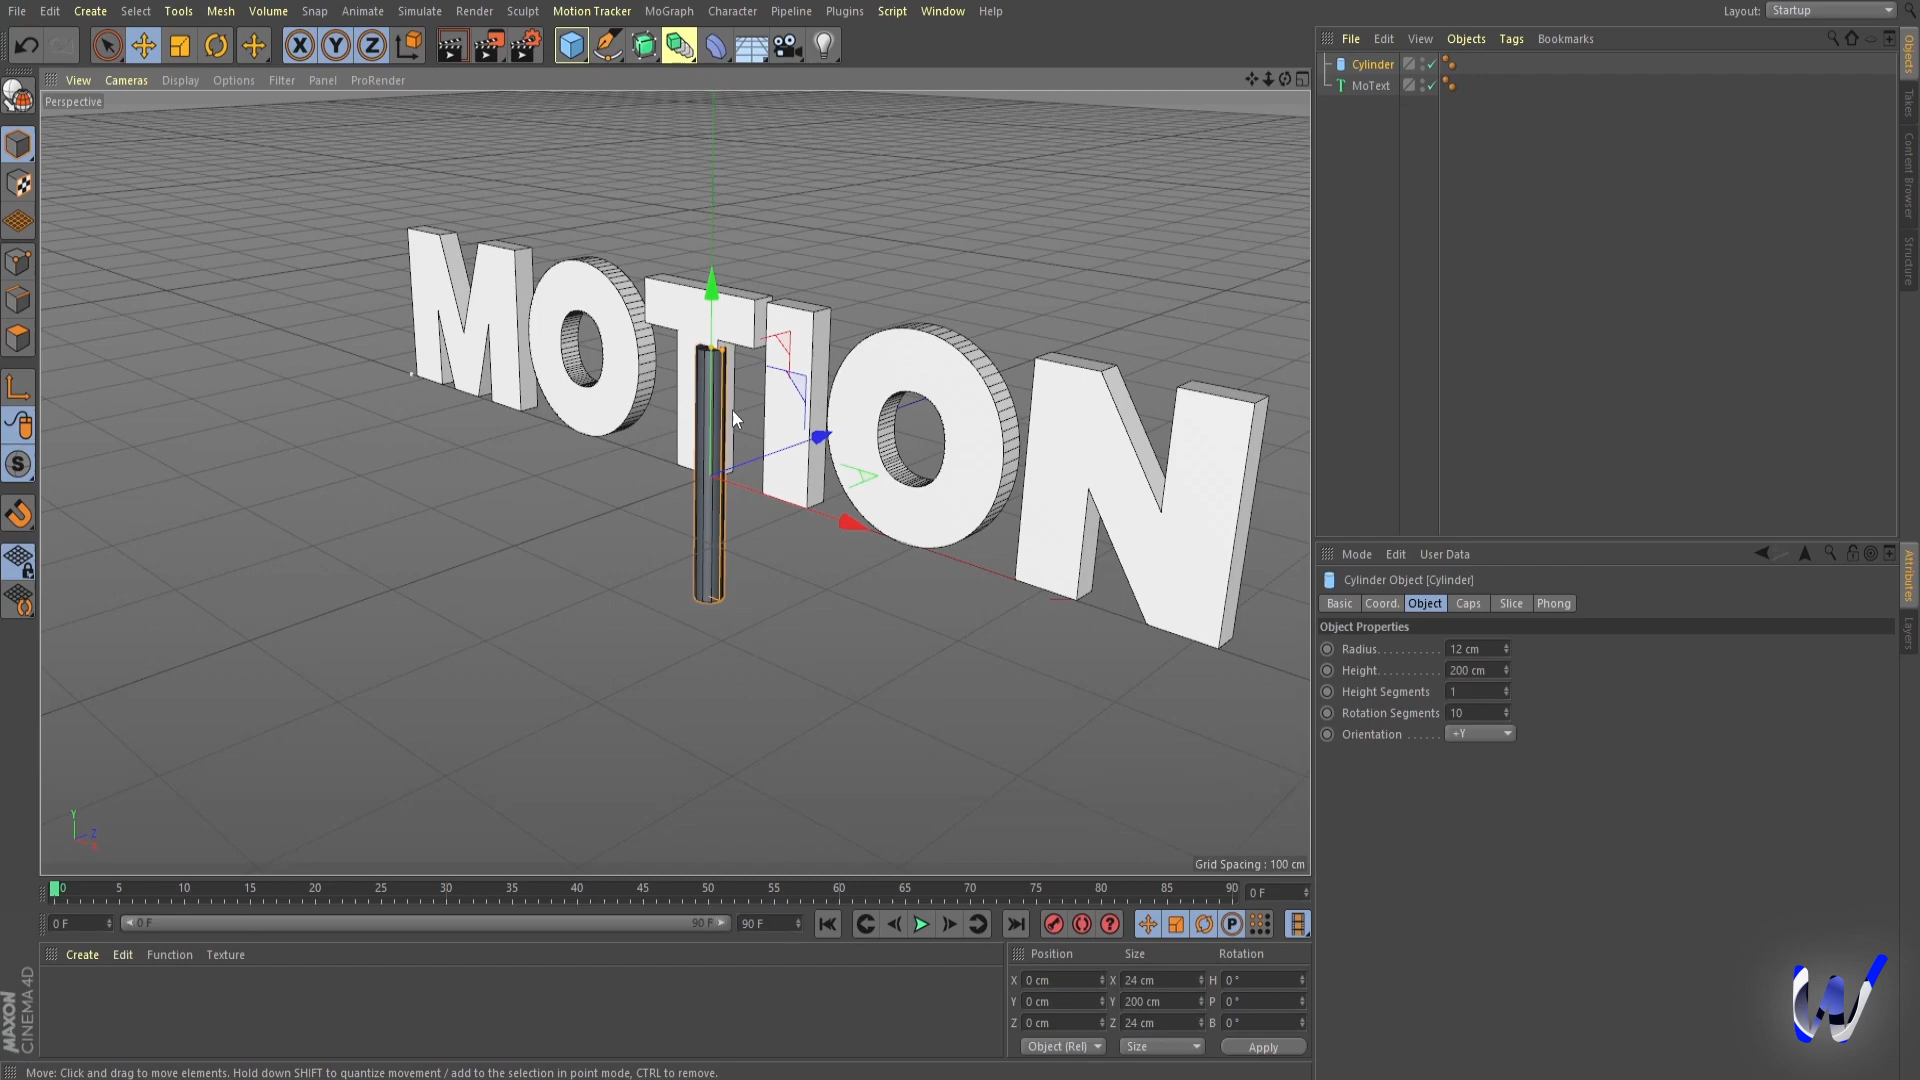 File Edit Create Select Tools Mesh Volume Snap Animate Simulate Render Sculpt Motion Tracker MoGraph Character Pipeline Plugins Script Window Help Layout: Startup
X Y Z
File Edit View Objects Tags Bookmarks
View Cameras Display Options Filter Panel ProRender
Perspective
Cylinder
MoText
Objects
Takes
Content Browser
Structure
MOTION
S
Mode Edit User Data
Cylinder Object [Cylinder]
Basic Coord. Object Caps Slice Phong
Object Properties
Radius........... 12 cm
Height........... 200 cm
Height Segments 1
Rotation Segments 10
Orientation ...... +Y
Attributes
Layers
Y
Z
X
Grid Spacing : 100 cm
0 5 10 15 20 25 30 35 40 45 50 55 60 65 70 75 80 85 90 0 F
0 F 0 F 90 F 90 F P
Create Edit Function Texture
Position Size Rotation
X 0 cm X 24 cm H 0 °
Y 0 cm Y 200 cm P 0 °
Z 0 cm Z 24 cm B 0 °
Object (Rel) Size Apply
MAXON
CINEMA 4D
W
Move: Click and drag to move elements. Hold down SHIFT to quantize movement / add to the selection in point mode, CTRL to remove.